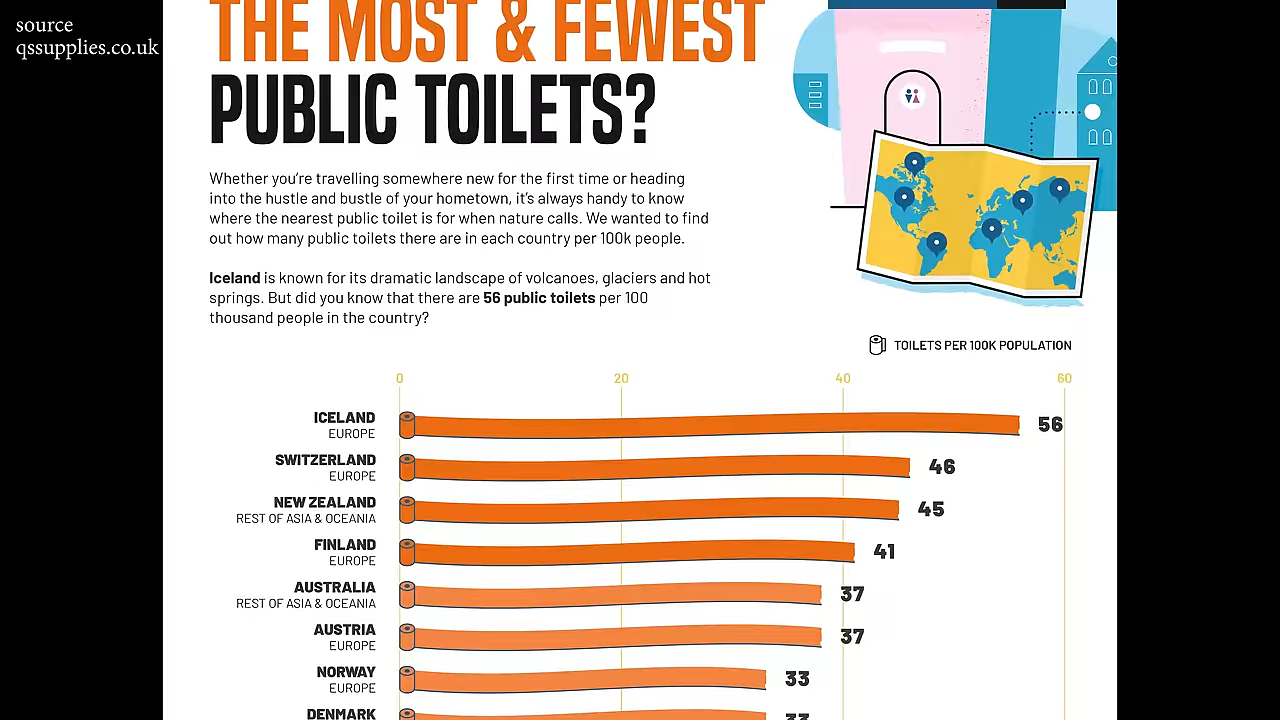 source
qssupplies.co.uk
THE MOST & FEWEST
PUBLIC TOILETS?
Whether you're travelling somewhere new for the first time or heading
into the hustle and bustle of your hometown, it's always handy to know
where the nearest public toilet is for when nature calls. We wanted to find
out how many public toilets there are in each country per 100k people.
Iceland is known for its dramatic landscape of volcanoes, glaciers and hot
springs. But did you know that there are 56 public toilets per 100
thousand people in the country?
TOILETS PER 100K POPULATION
0 20 40 60
ICELAND 56
EUROPE
SWITZERLAND 46
EUROPE
NEW ZEALAND 45
REST OF ASIA & OCEANIA
FINLAND 41
EUROPE
AUSTRALIA 37
REST OF ASIA & OCEANIA
AUSTRIA 37
EUROPE
NORWAY 33
EUROPE
DENMARK 33